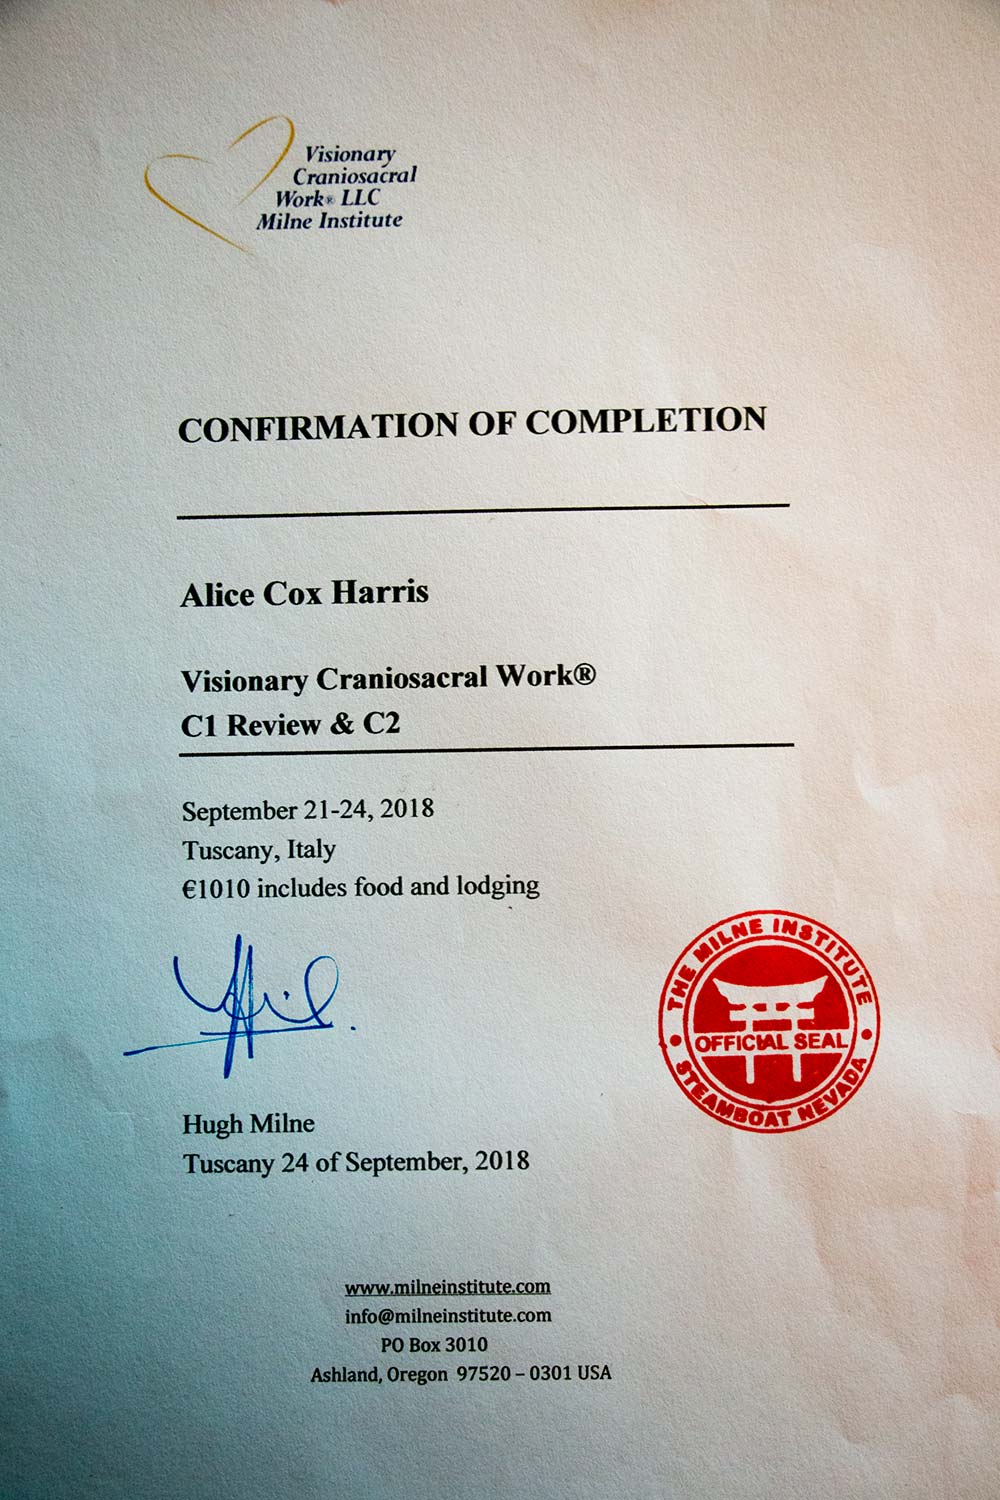 Visionary
Craniosacral
Work® LLC
Milne Institute
CONFIRMATION OF COMPLETION
Alice Cox Harris
Visionary Craniosacral Work®
C1 Review & C2
September 21-24, 2018
Tuscany, Italy
€1010 includes food and lodging
THE MILNE INSTITUTE
OFFICIAL SEAL
STEAMBOAT NEVADA
Hugh Milne
Tuscany 24 of September, 2018
www.milneinstitute.com
info@milneinstitute.com
PO Box 3010
Ashland, Oregon 97520 – 0301 USA